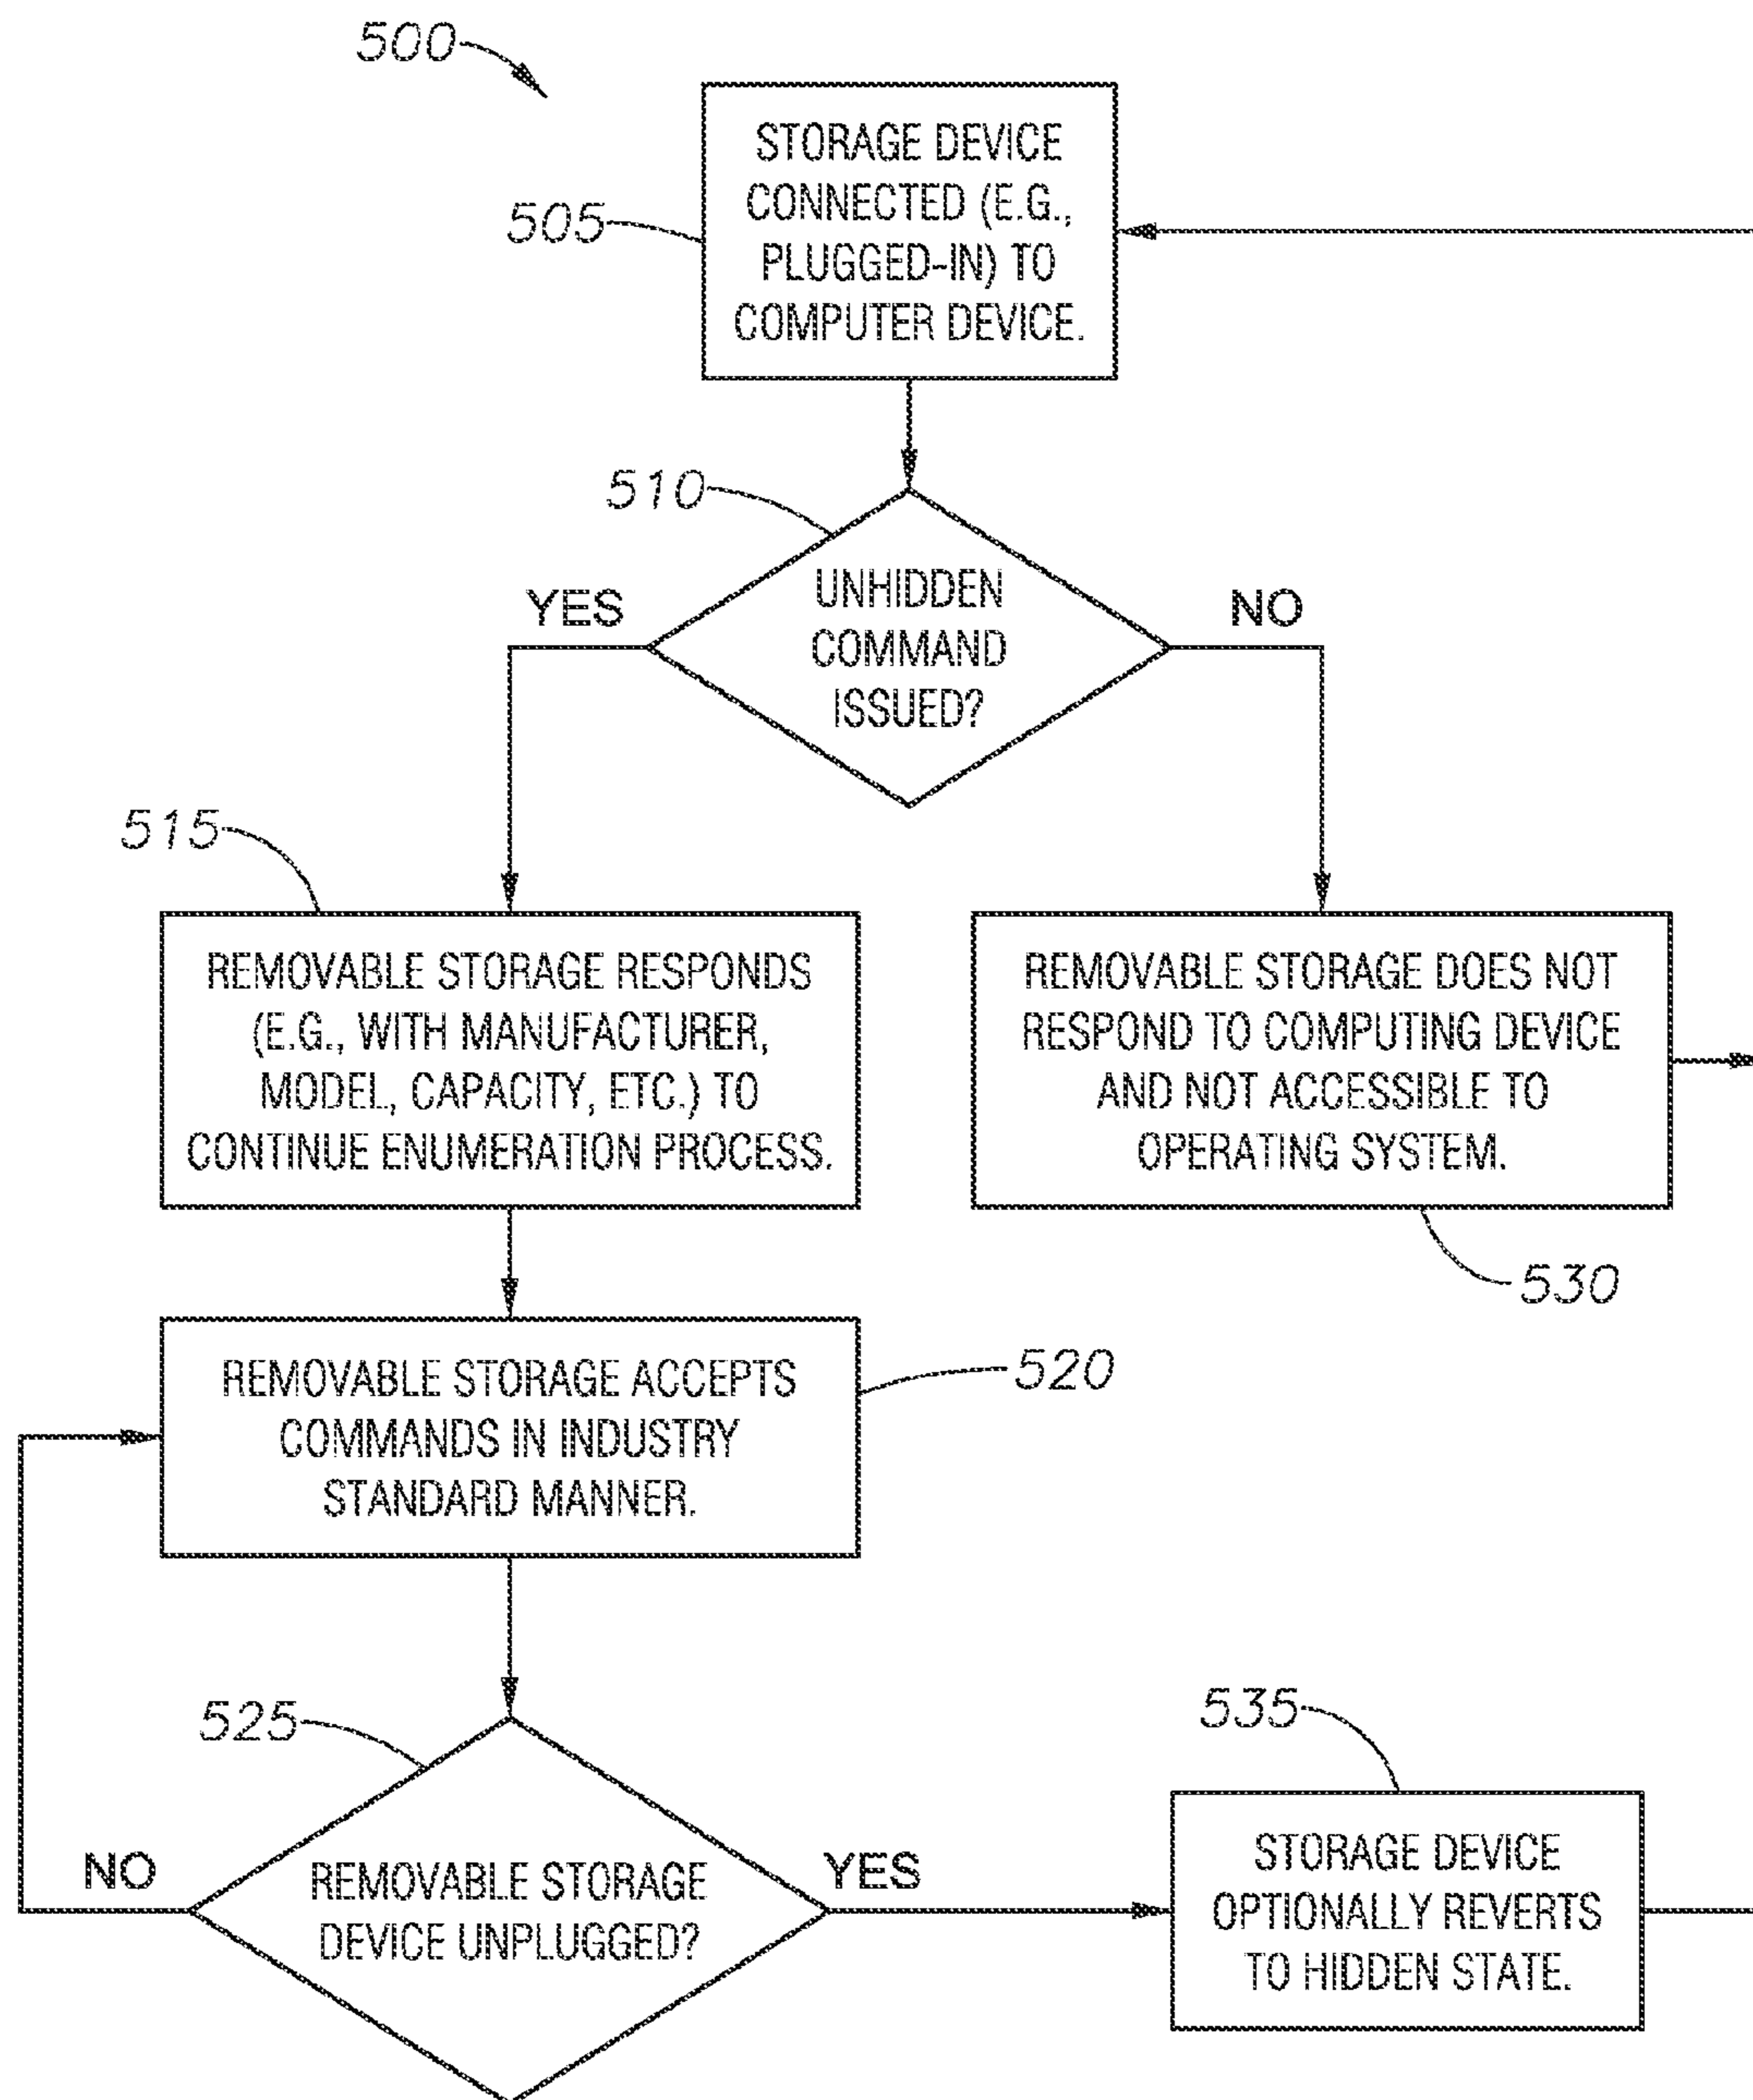 500
505
STORAGE DEVICE
CONNECTED (E.G.,
PLUGGED-IN) TO
COMPUTER DEVICE.
510
UNHIDDEN
COMMAND
ISSUED?
YES
NO
515
REMOVABLE STORAGE RESPONDS
(E.G., WITH MANUFACTURER,
MODEL, CAPACITY, ETC.) TO
CONTINUE ENUMERATION PROCESS.
REMOVABLE STORAGE DOES NOT
RESPOND TO COMPUTING DEVICE
AND NOT ACCESSIBLE TO
OPERATING SYSTEM.
530
REMOVABLE STORAGE ACCEPTS
COMMANDS IN INDUSTRY
STANDARD MANNER.
520
525
REMOVABLE STORAGE
DEVICE UNPLUGGED?
NO
YES
535
STORAGE DEVICE
OPTIONALLY REVERTS
TO HIDDEN STATE.